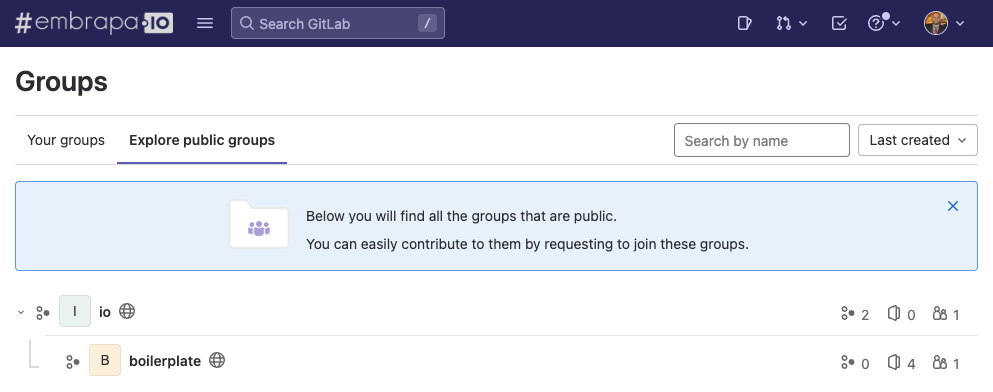 #embrapa.IO
Search GitLab /
Groups
Your groups Explore public groups Search by name Last created
Below you will find all the groups that are public.
You can easily contribute to them by requesting to join these groups.
I io 2 0 1
B boilerplate 0 4 1